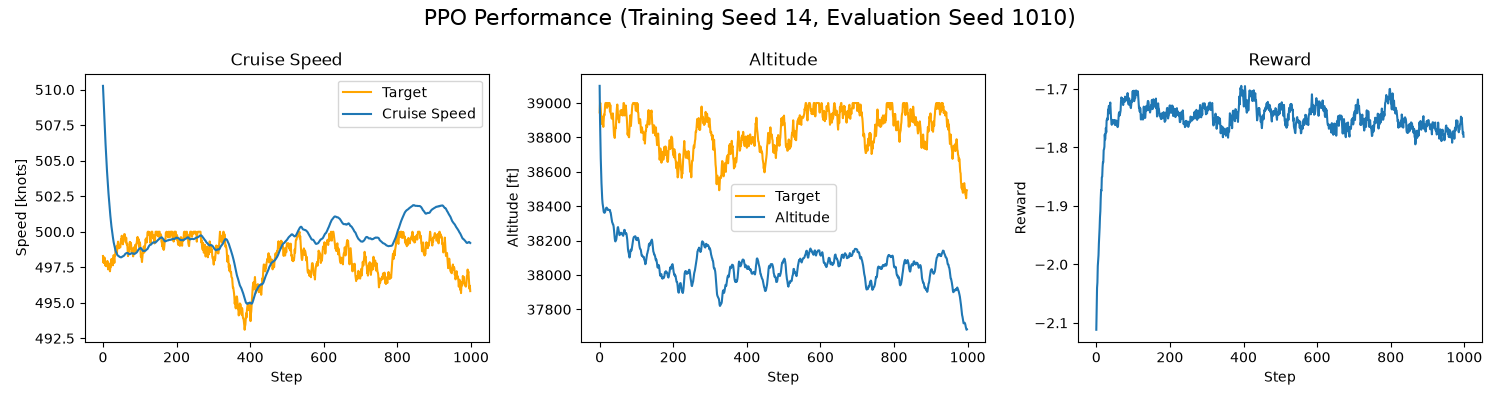 PPO Performance (Training Seed 14, Evaluation Seed 1010)
Cruise Speed
Speed [knots]
510.0
507.5
505.0
502.5
500.0
497.5
495.0
492.5
Target
Cruise Speed
0 200 400 600 800 1000
Step
Altitude
Altitude [ft]
39000
38800
38600
38400
38200
38000
37800
Target
Altitude
0 200 400 600 800 1000
Step
Reward
Reward
−1.7
−1.8
−1.9
−2.0
−2.1
0 200 400 600 800 1000
Step